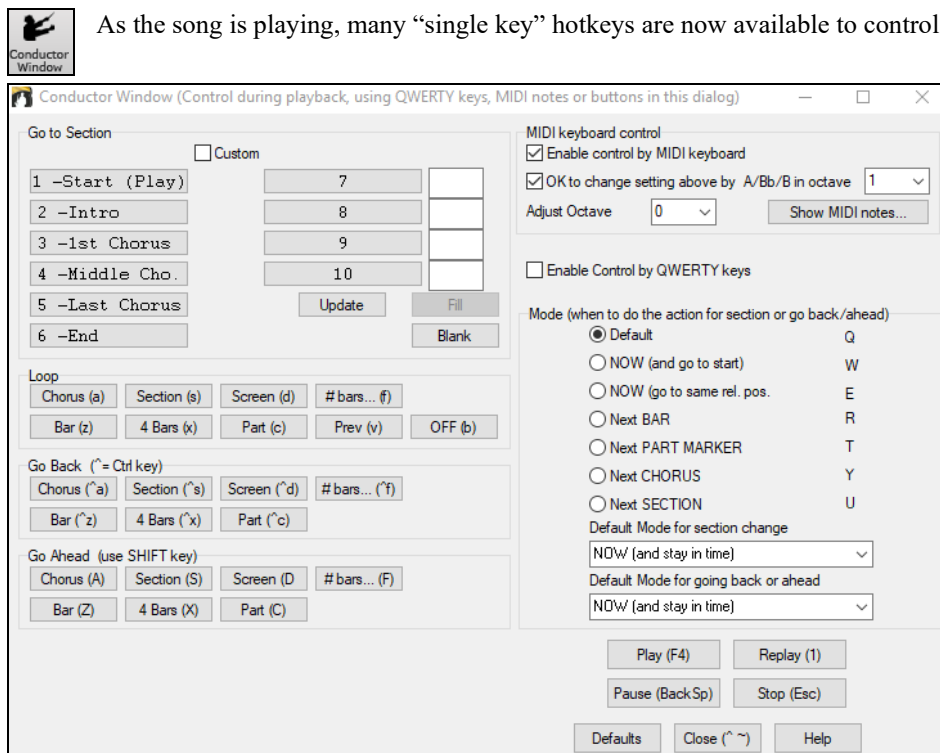 Conductor
Window
As the song is playing, many “single key” hotkeys are now available to control
Conductor Window (Control during playback, using QWERTY keys, MIDI notes or buttons in this dialog)
Go to Section
Custom
1 -Start (Play) 7
2 -Intro 8
3 -1st Chorus 9
4 -Middle Cho. 10
5 -Last Chorus Update Fill
6 -End Blank
Loop
Chorus (a) Section (s) Screen (d) # bars... (f)
Bar (z) 4 Bars (x) Part (c) Prev (v) OFF (b)
Go Back (^= Ctrl key)
Chorus (^a) Section (^s) Screen (^d) # bars... (^f)
Bar (^z) 4 Bars (^x) Part (^c)
Go Ahead (use SHIFT key)
Chorus (A) Section (S) Screen (D # bars... (F)
Bar (Z) 4 Bars (X) Part (C)
MIDI keyboard control
Enable control by MIDI keyboard
OK to change setting above by A/Bb/B in octave 1
Adjust Octave 0 Show MIDI notes...
Enable Control by QWERTY keys
Mode (when to do the action for section or go back/ahead)
Default Q
NOW (and go to start) W
NOW (go to same rel. pos. E
Next BAR R
Next PART MARKER T
Next CHORUS Y
Next SECTION U
Default Mode for section change
NOW (and stay in time)
Default Mode for going back or ahead
NOW (and stay in time)
Play (F4) Replay (1)
Pause (BackSp) Stop (Esc)
Defaults Close (^ ~) Help